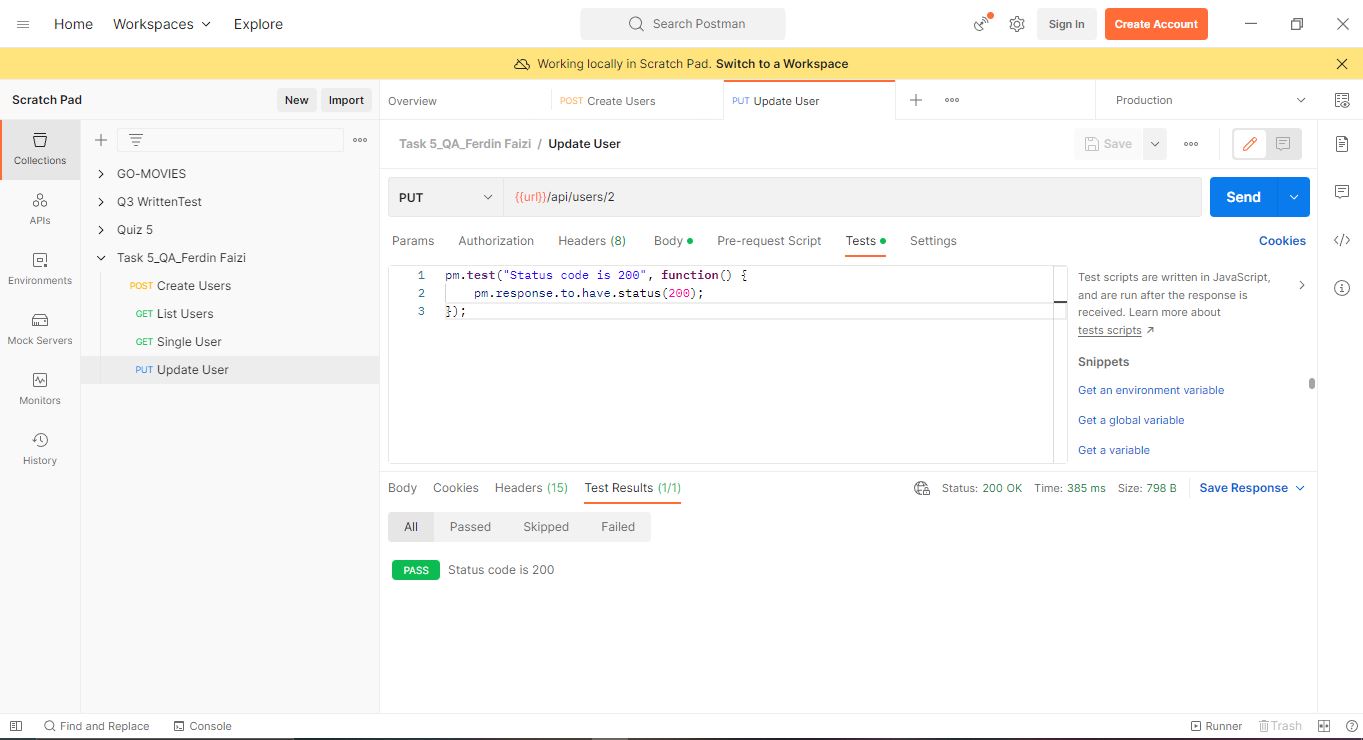 Home Workspaces Explore Search Postman Sign In Create Account
Working locally in Scratch Pad. Switch to a Workspace
Scratch Pad New Import Overview POST Create Users PUT Update User Production
Collections
APIs
Environments
Mock Servers
Monitors
History
GO-MOVIES
Q3 WrittenTest
Quiz 5
Task 5_QA_Ferdin Faizi
POST Create Users
GET List Users
GET Single User
PUT Update User
Task 5_QA_Ferdin Faizi / Update User Save
PUT {{url}}/api/users/2 Send
Params Authorization Headers (8) Body Pre-request Script Tests Settings Cookies
1 pm.test("Status code is 200", function() {
2 pm.response.to.have.status(200);
3 });
Test scripts are written in JavaScript,
and are run after the response is
received. Learn more about
tests scripts ↗
Snippets
Get an environment variable
Get a global variable
Get a variable
Body Cookies Headers (15) Test Results (1/1) Status: 200 OK Time: 385 ms Size: 798 B Save Response
All Passed Skipped Failed
PASS Status code is 200
Find and Replace Console Runner Trash